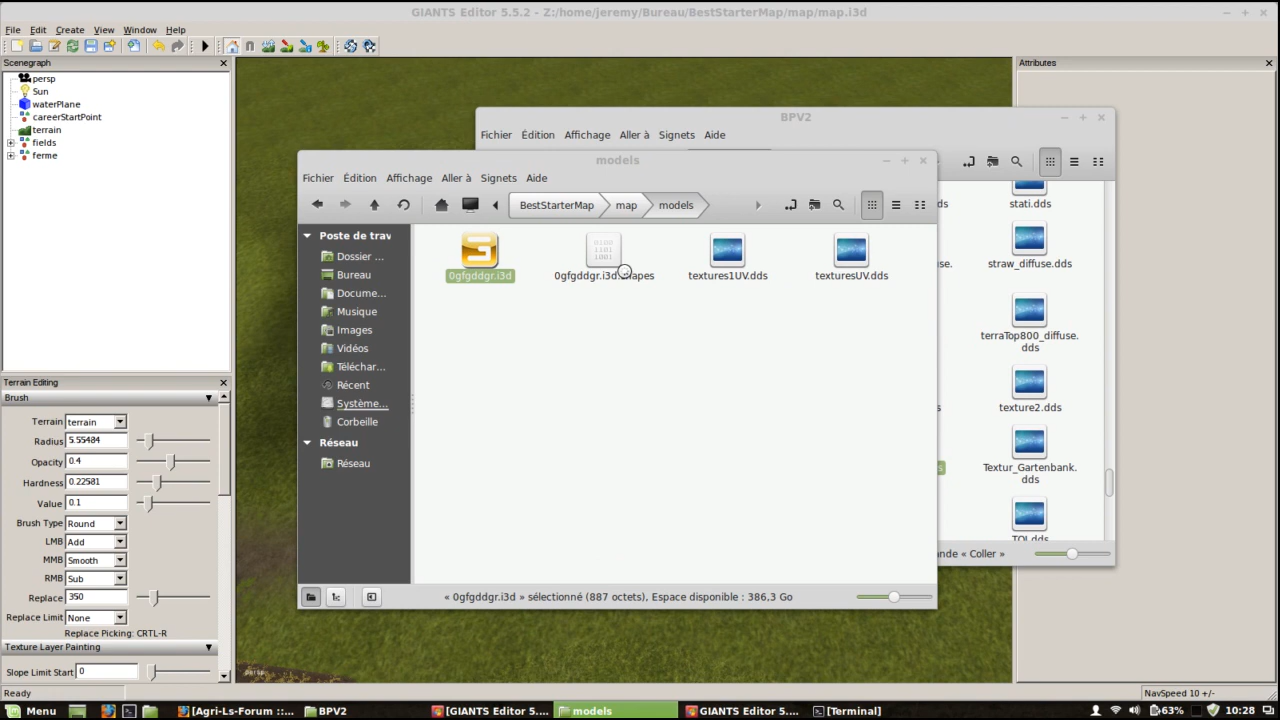 GIANTS Editor 5.5.2 - Z:/home/jeremy/Bureau/BestStarterMap/map/map.i3d
File Edit Create View Window Help
Scenegraph
persp
Sun
waterPlane
careerStartPoint
terrain
fields
ferme
Terrain Editing
Brush
Terrain terrain
Radius 5.55484
Opacity 0.4
Hardness 0.22581
Value 0.1
Brush Type Round
LMB Add
MMB Smooth
RMB Sub
Replace 350
Replace Limit None
Replace Picking: CRTL-R
Texture Layer Painting
Slope Limit Start 0
Ready
persp
Attributes
BPV2
Fichier Édition Affichage Aller à Signets Aide
ds stati.dds
se. straw_diffuse.dds
terraTop800_diffuse.
dds
s texture2.dds
s Textur_Gartenbank.
dds
TOI.dds
nde « Coller »
models
Fichier Édition Affichage Aller à Signets Aide
BestStarterMap map models
Poste de trav
Dossier ...
Bureau
Docume...
Musique
Images
Vidéos
Téléchar...
Récent
Système...
Corbeille
Réseau
Réseau
0gfgddgr.i3d 0gfgddgr.i3d.shapes textures1UV.dds texturesUV.dds
« 0gfgddgr.i3d » sélectionné (887 octets), Espace disponible : 386,3 Go
NavSpeed 10 +/-
Menu [Agri-Ls-Forum ::... BPV2 [GIANTS Editor 5.... models [GIANTS Editor 5.... [Terminal] 63% 10:28